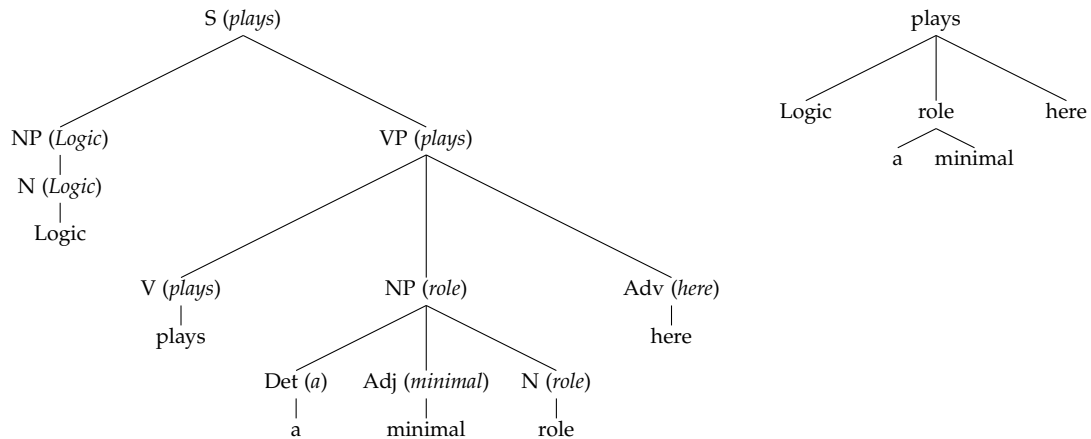 S (plays)
plays
Logic
role
here
NP (Logic)
VP (plays)
a
minimal
N (Logic)
Logic
V (plays)
NP (role)
Adv (here)
plays
here
Det (a)
Adj (minimal)
N (role)
a
minimal
role